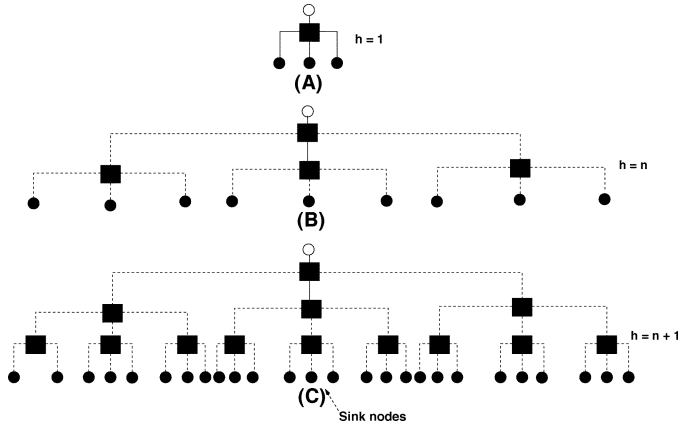 h = 1
(A)
h = n
(B)
h = n + 1
(C)
Sink nodes